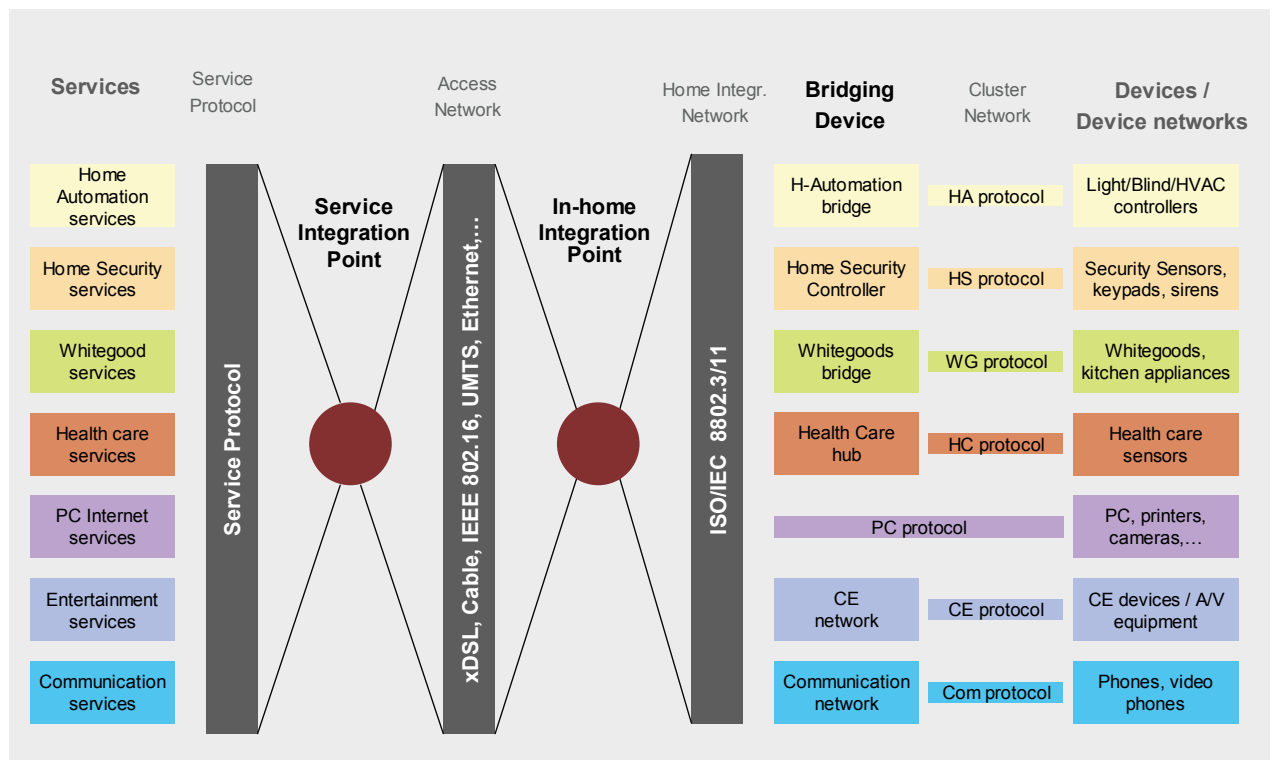 Services
Service
Protocol
Access
Network
Home Integr.
Network
Bridging
Device
Cluster
Network
Devices /
Device networks
Home
Automation
services
Home Security
services
Whitegood
services
Health care
services
PC Internet
services
Entertainment
services
Communication
services
Service Protocol
Service
Integration
Point
xDSL, Cable, IEEE 802.16, UMTS, Ethernet,...
In-home
Integration
Point
ISO/IEC 8802.3/11
H-Automation
bridge
HA protocol
Light/Blind/HVAC
controllers
Home Security
Controller
HS protocol
Security Sensors,
keypads, sirens
Whitegoods
bridge
WG protocol
Whitegoods,
kitchen appliances
Health Care
hub
HC protocol
Health care
sensors
PC protocol
PC, printers,
cameras,...
CE
network
CE protocol
CE devices / A/V
equipment
Communication
network
Com protocol
Phones, video
phones